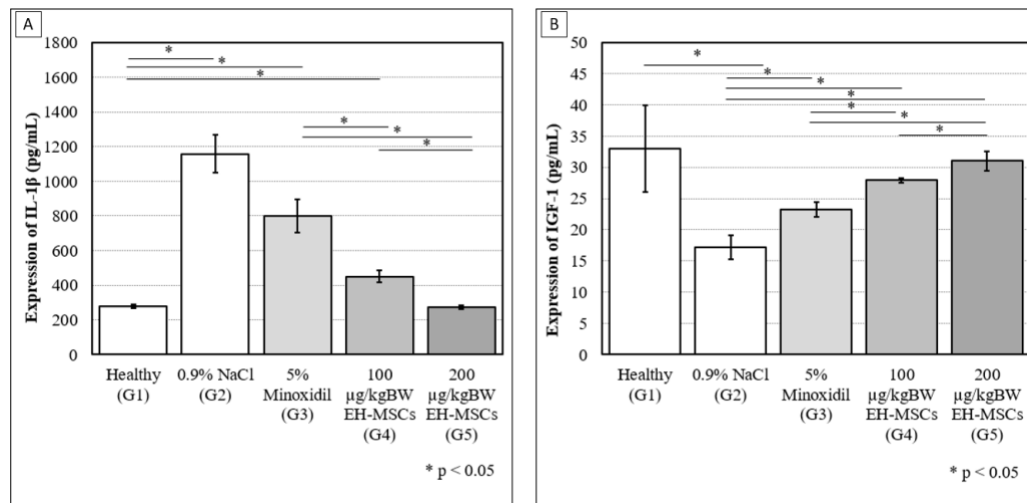 A
Expression of IL-1β (pg/mL)
1800
1600
1400
1200
1000
800
600
400
200
0
*
*
*
*
*
*
Healthy
(G1)
0.9% NaCl
(G2)
5%
Minoxidil
(G3)
100
µg/kgBW
EH-MSCs
(G4)
200
µg/kgBW
EH-MSCs
(G5)
* p < 0.05
B
Expression of IGF-1 (pg/mL)
50
45
40
35
30
25
20
15
10
5
0
*
*
*
*
*
*
*
Healthy
(G1)
0.9% NaCl
(G2)
5%
Minoxidil
(G3)
100
µg/kgBW
EH-MSCs
(G4)
200
µg/kgBW
EH-MSCs
(G5)
* p < 0.05